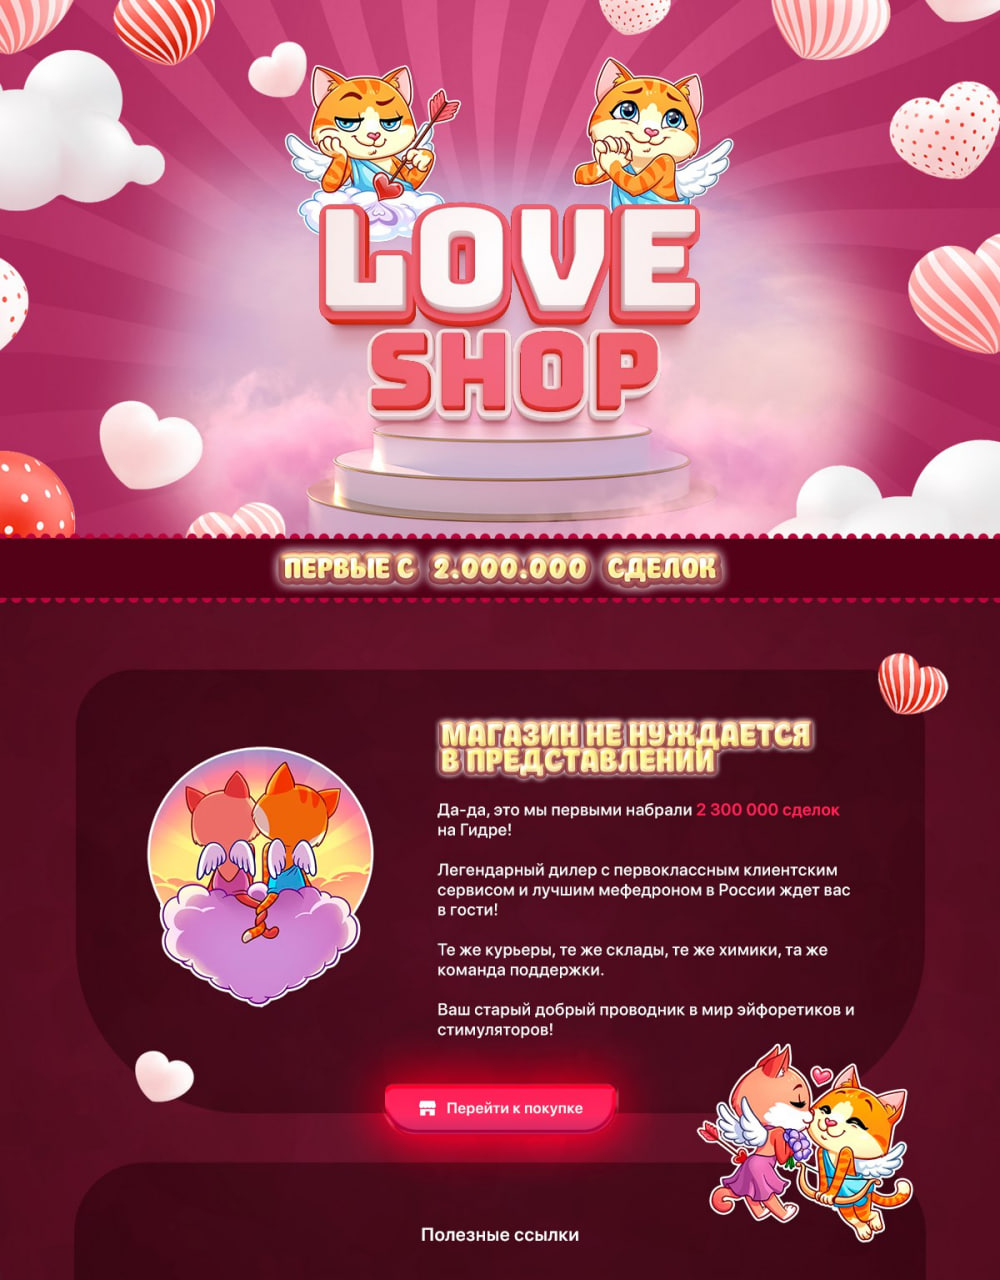 LOVE
SHOP
ПЕРВЫЕ С 2.000.000 СДЕЛОК
МАГАЗИН НЕ НУЖДАЕТСЯ
В ПРЕДСТАВЛЕНИИ
Да-да, это мы первыми набрали 2 300 000 сделок
на Гидре!
Легендарный дилер с первоклассным клиентским
сервисом и лучшим мефедроном в России ждет вас
в гости!
Те же курьеры, те же склады, те же химики, та же
команда поддержки.
Ваш старый добрый проводник в мир эйфоретиков и
стимуляторов!
Перейти к покупке
Полезные ссылки